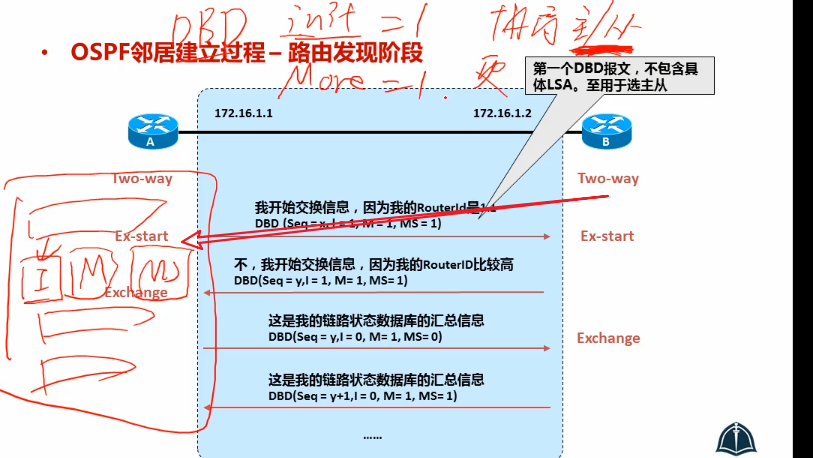 DBD init = 1 拼后主/从
• OSPF邻居建立过程 – 路由发现阶段
More = 1. 更
第一个DBD报文，不包含具
体LSA。至用于选主从
172.16.1.1 172.16.1.2
A B
Two-way Two-way
我开始交换信息，因为我的RouterId是1.1
DBD (Seq = x,I = 1, M = 1, MS = 1)
Ex-start Ex-start
不，我开始交换信息，因为我的RouterID比较高
DBD(Seq = y,I = 1, M= 1, MS= 1)
I M MS
Exchange
这是我的链路状态数据库的汇总信息
DBD(Seq = y,I = 0, M= 1, MS= 0)
Exchange
这是我的链路状态数据库的汇总信息
DBD(Seq = y+1,I = 0, M= 1, MS= 1)
......